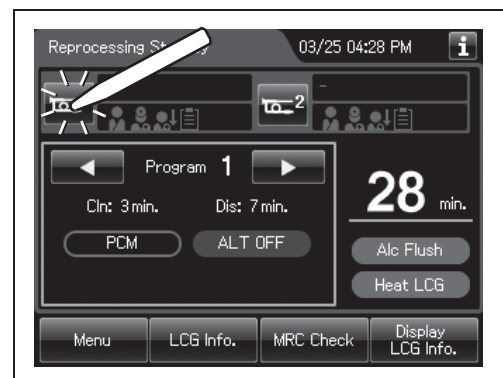 Reprocessing 03/25 04:28 PM i
2 -
Program 1
28 min.
Cln: 3 min. Dis: 7 min.
PCM ALT OFF
Alc Flush
Heat LCG
Menu LCG Info. MRC Check Display
LCG Info.